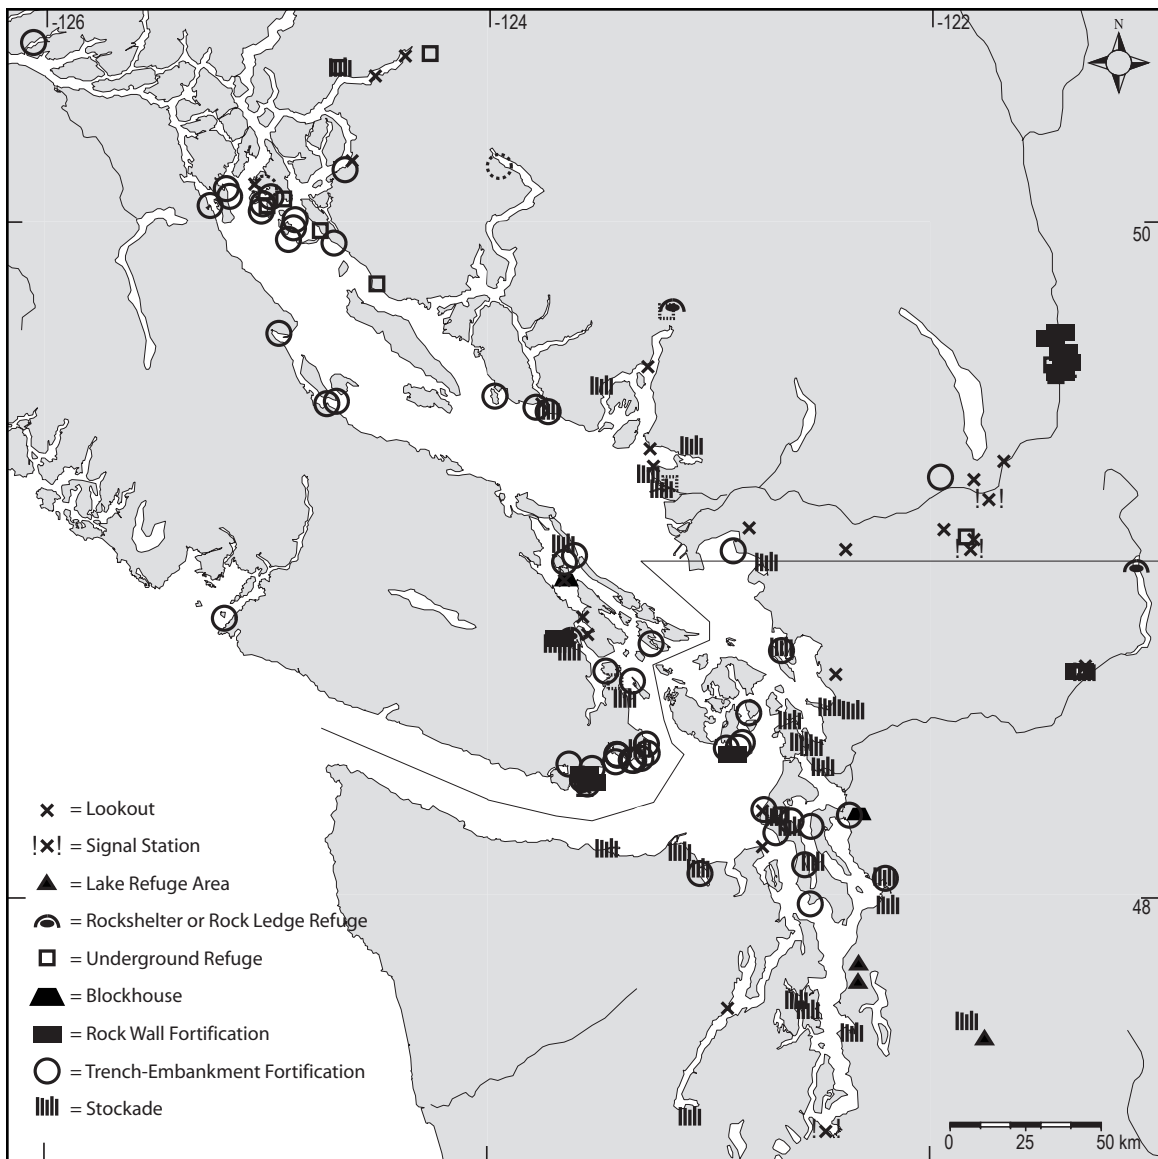 -126
-124
-122
N
50
48
= Lookout
!×! = Signal Station
= Lake Refuge Area
= Rockshelter or Rock Ledge Refuge
= Underground Refuge
= Blockhouse
= Rock Wall Fortification
= Trench-Embankment Fortification
= Stockade
0 25 50 km